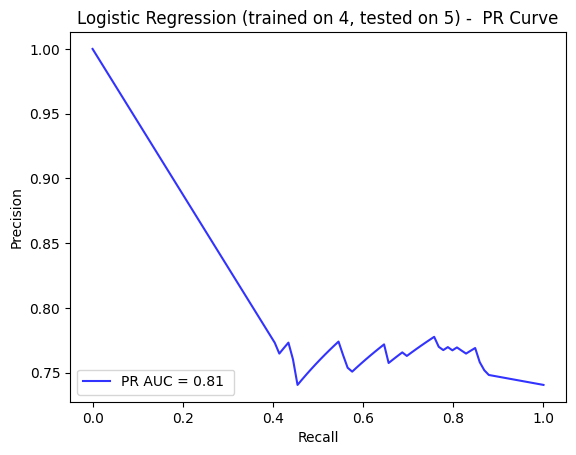 Logistic Regression (trained on 4, tested on 5) -  PR Curve
1.00
0.95
0.90
0.85
0.80
0.75
Precision
PR AUC = 0.81
0.0 0.2 0.4 0.6 0.8 1.0
Recall